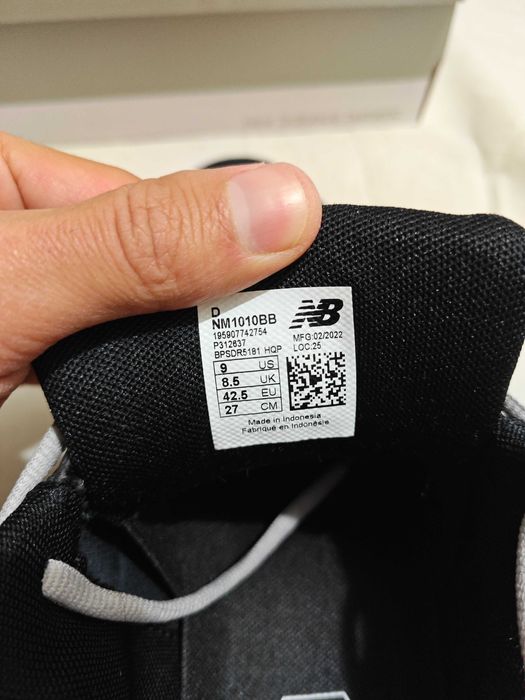 D
NM1010BB
195907742754
P312637
BPSDR5181 HQP
NB
MFG:02/2022
LOC:25
9 US
8.5 UK
42.5 EU
27 CM
Made in Indonesia
Fabriqué en Indonésie